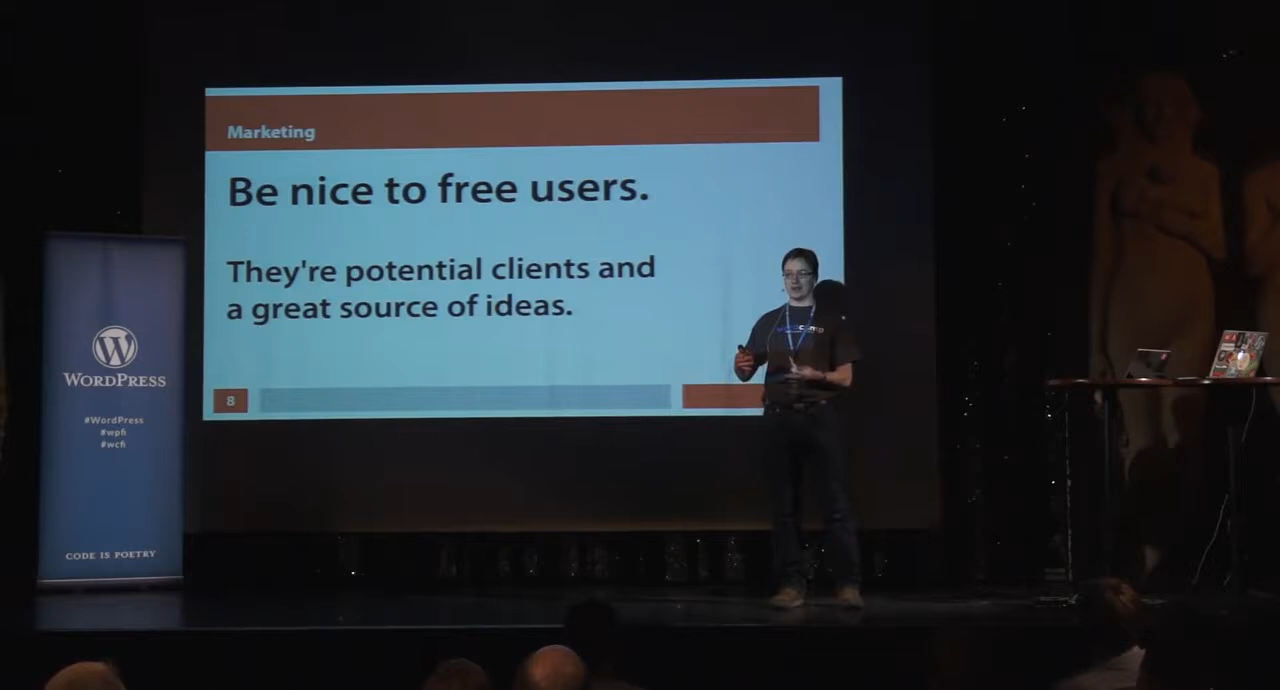 Marketing
Be nice to free users.
They're potential clients and
a great source of ideas.
8
WORDPRESS
#WordPress
#wpfi
#wcfi
CODE IS POETRY